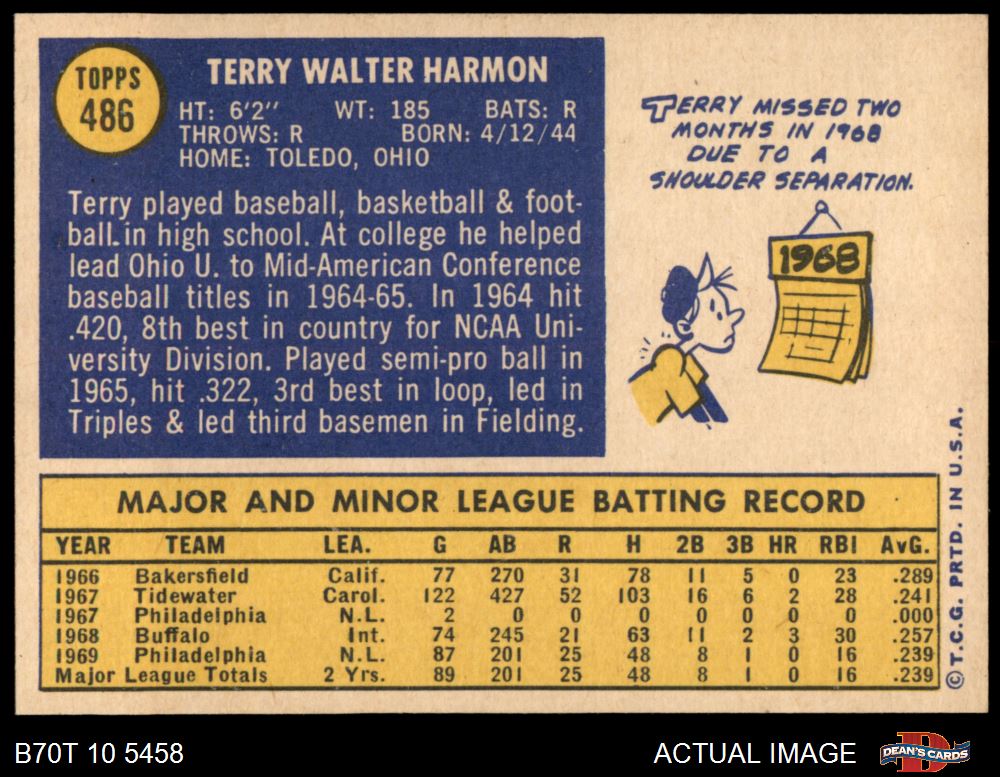 TOPPS
486
TERRY WALTER HARMON
HT: 6'2'' WT: 185 BATS: R
THROWS: R BORN: 4/12/44
HOME: TOLEDO, OHIO
Terry played baseball, basketball & foot-
ball in high school. At college he helped
lead Ohio U. to Mid-American Conference
baseball titles in 1964-65. In 1964 hit
.420, 8th best in country for NCAA Uni-
versity Division. Played semi-pro ball in
1965, hit .322, 3rd best in loop, led in
Triples & led third basemen in Fielding.
TERRY MISSED TWO
MONTHS IN 1968
DUE TO A
SHOULDER SEPARATION.
1968
MAJOR AND MINOR LEAGUE BATTING RECORD
YEAR TEAM LEA. G AB R H 2B 3B HR RBI AvG.
1966 Bakersfield Calif. 77 270 31 78 11 5 0 23 .289
1967 Tidewater Carol. 122 427 52 103 16 6 2 28 .241
1967 Philadelphia N.L. 2 0 0 0 0 0 0 0 .000
1968 Buffalo Int. 74 245 21 63 11 2 3 30 .257
1969 Philadelphia N.L. 87 201 25 48 8 1 0 16 .239
Major League Totals 2 Yrs. 89 201 25 48 8 1 0 16 .239
© T.C.G. PRTD. IN U.S.A.
B70T 10 5458
ACTUAL IMAGE
DEAN'S CARDS